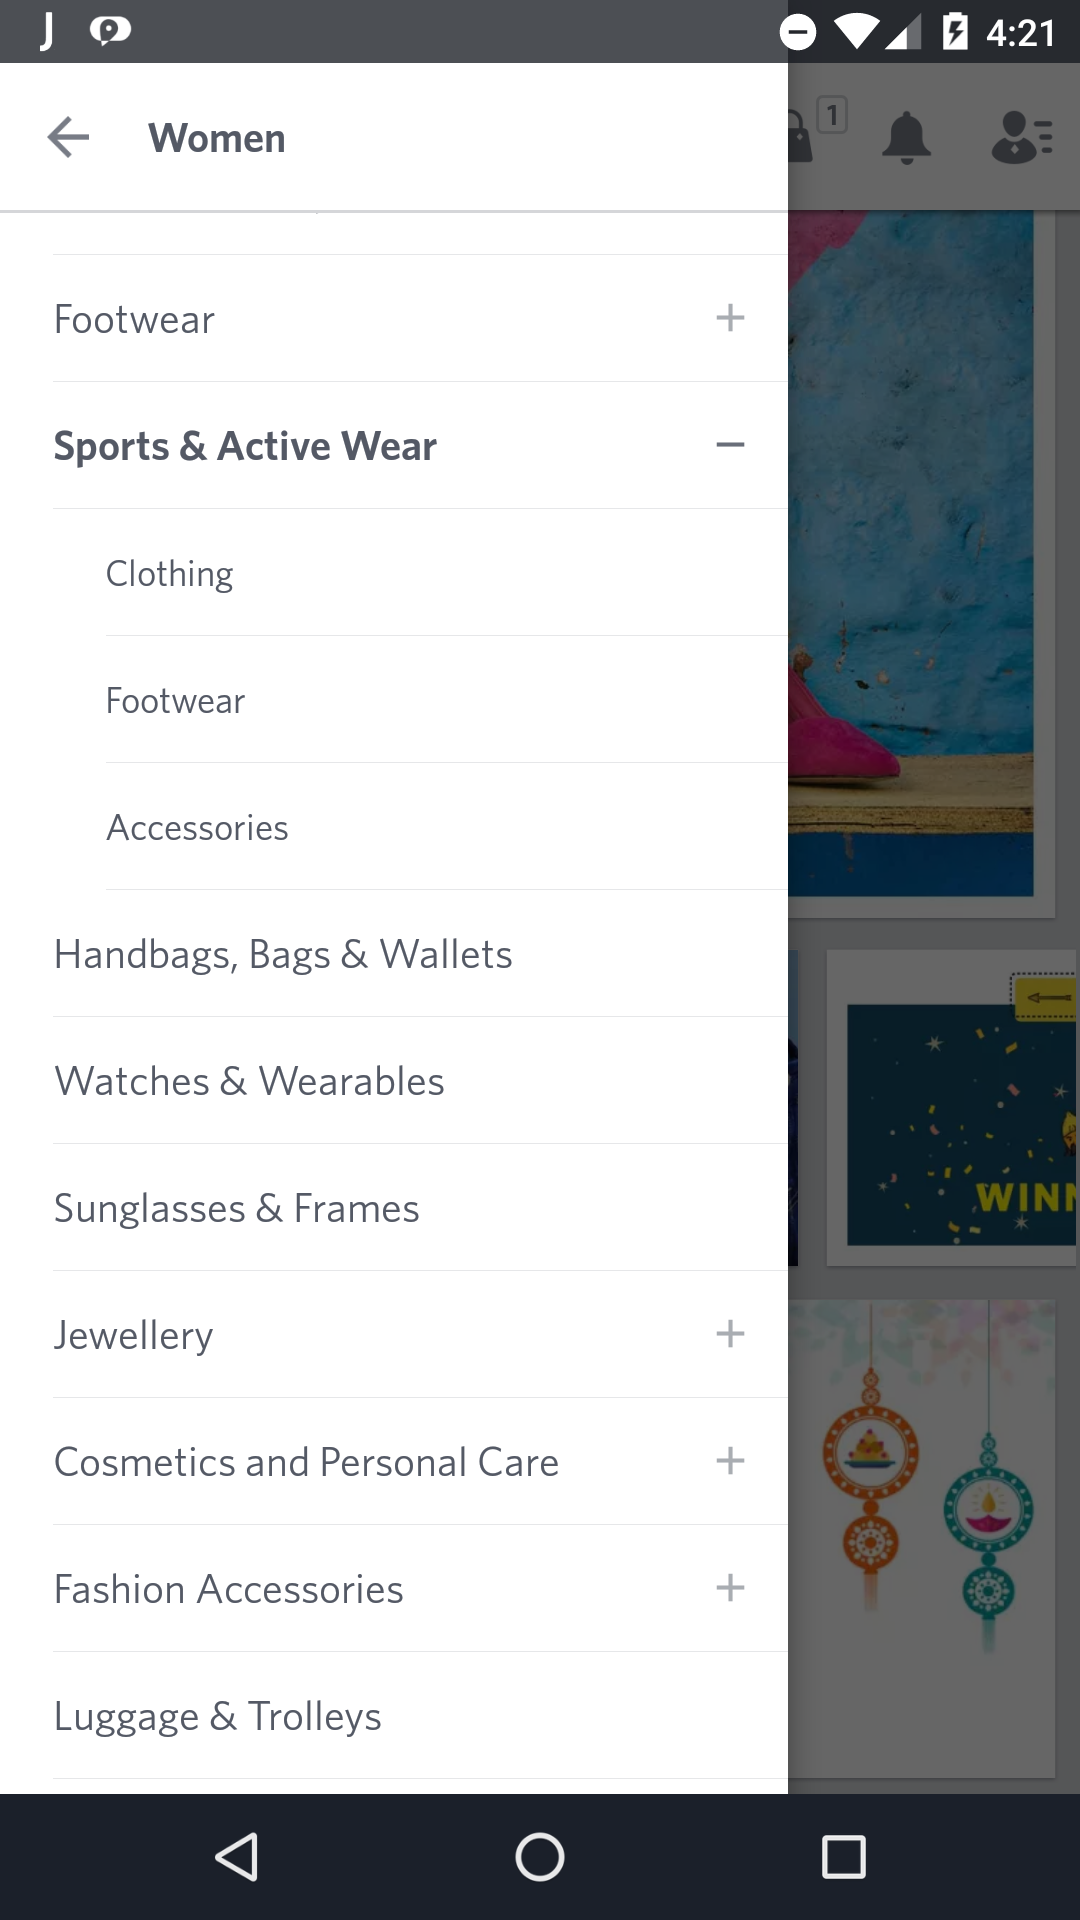 4:21
Women
1
Footwear
Sports & Active Wear
Clothing
Footwear
Accessories
Handbags, Bags & Wallets
Watches & Wearables
Sunglasses & Frames
Jewellery
Cosmetics and Personal Care
Fashion Accessories
Luggage & Trolleys